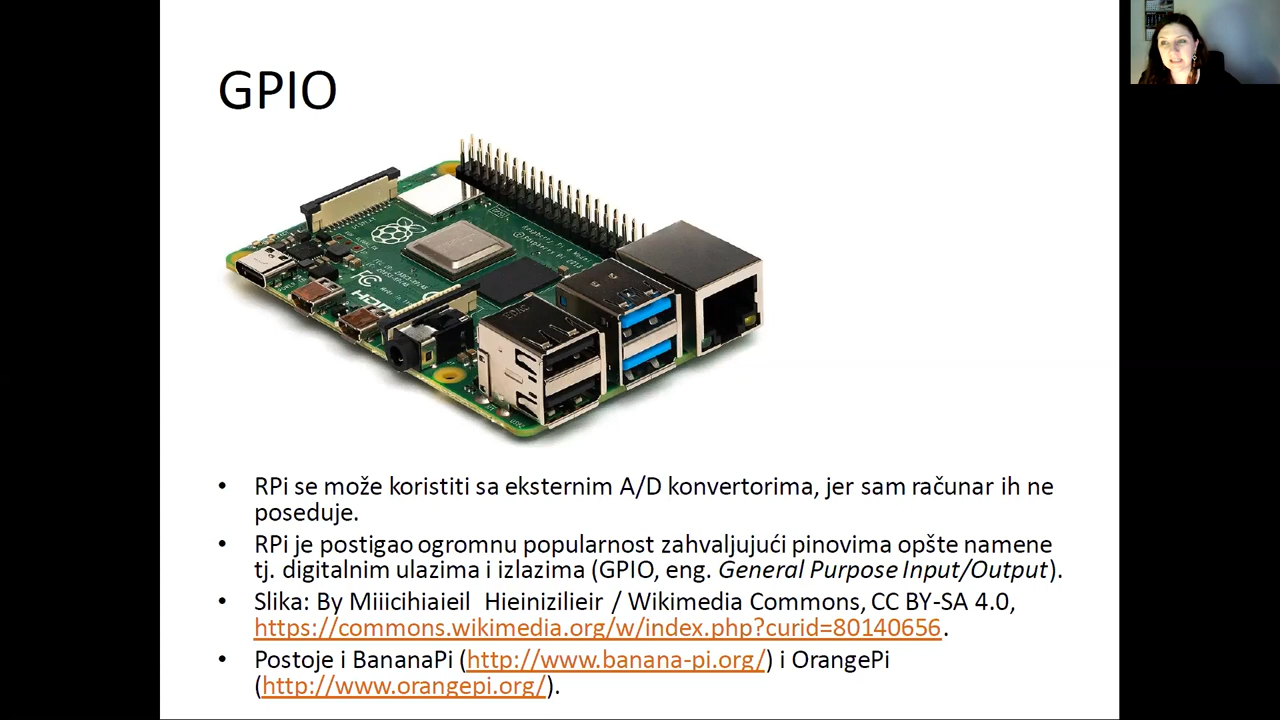 GPIO
• RPi se može koristiti sa eksternim A/D konvertorima, jer sam računar ih ne
poseduje.
• RPi je postigao ogromnu popularnost zahvaljujući pinovima opšte namene
tj. digitalnim ulazima i izlazima (GPIO, eng. General Purpose Input/Output).
• Slika: By Miiicihiaieil Hieinizilieir / Wikimedia Commons, CC BY-SA 4.0,
https://commons.wikimedia.org/w/index.php?curid=80140656.
• Postoje i BananaPi (http://www.banana-pi.org/) i OrangePi
(http://www.orangepi.org/).